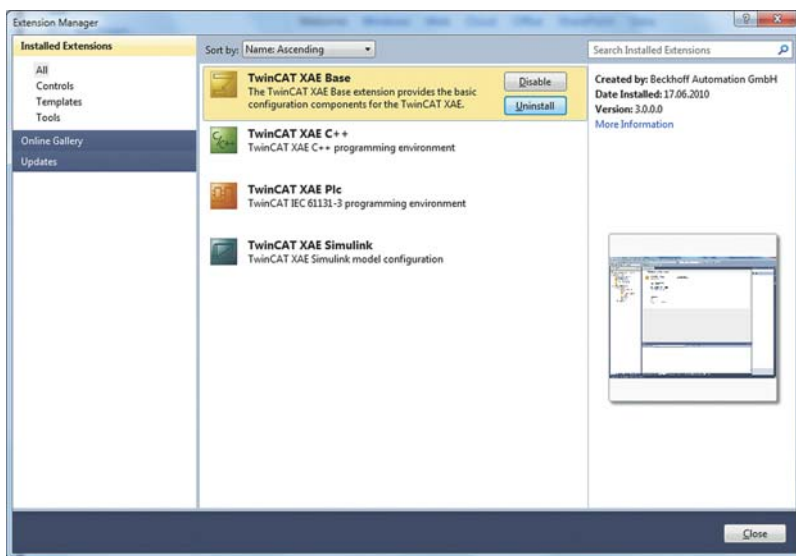 Extension Manager
Installed Extensions
All
Controls
Templates
Tools
Online Gallery
Updates
Sort by: Name: Ascending
TwinCAT XAE Base
The TwinCAT XAE Base extension provides the basic
configuration components for the TwinCAT XAE.
Disable
Uninstall
TwinCAT XAE C++
TwinCAT XAE C++ programming environment
TwinCAT XAE Plc
TwinCAT IEC 61131-3 programming environment
TwinCAT XAE Simulink
TwinCAT XAE Simulink model configuration
Search Installed Extensions
Created by: Beckhoff Automation GmbH
Date Installed: 17.06.2010
Version: 3.0.0.0
More Information
Close